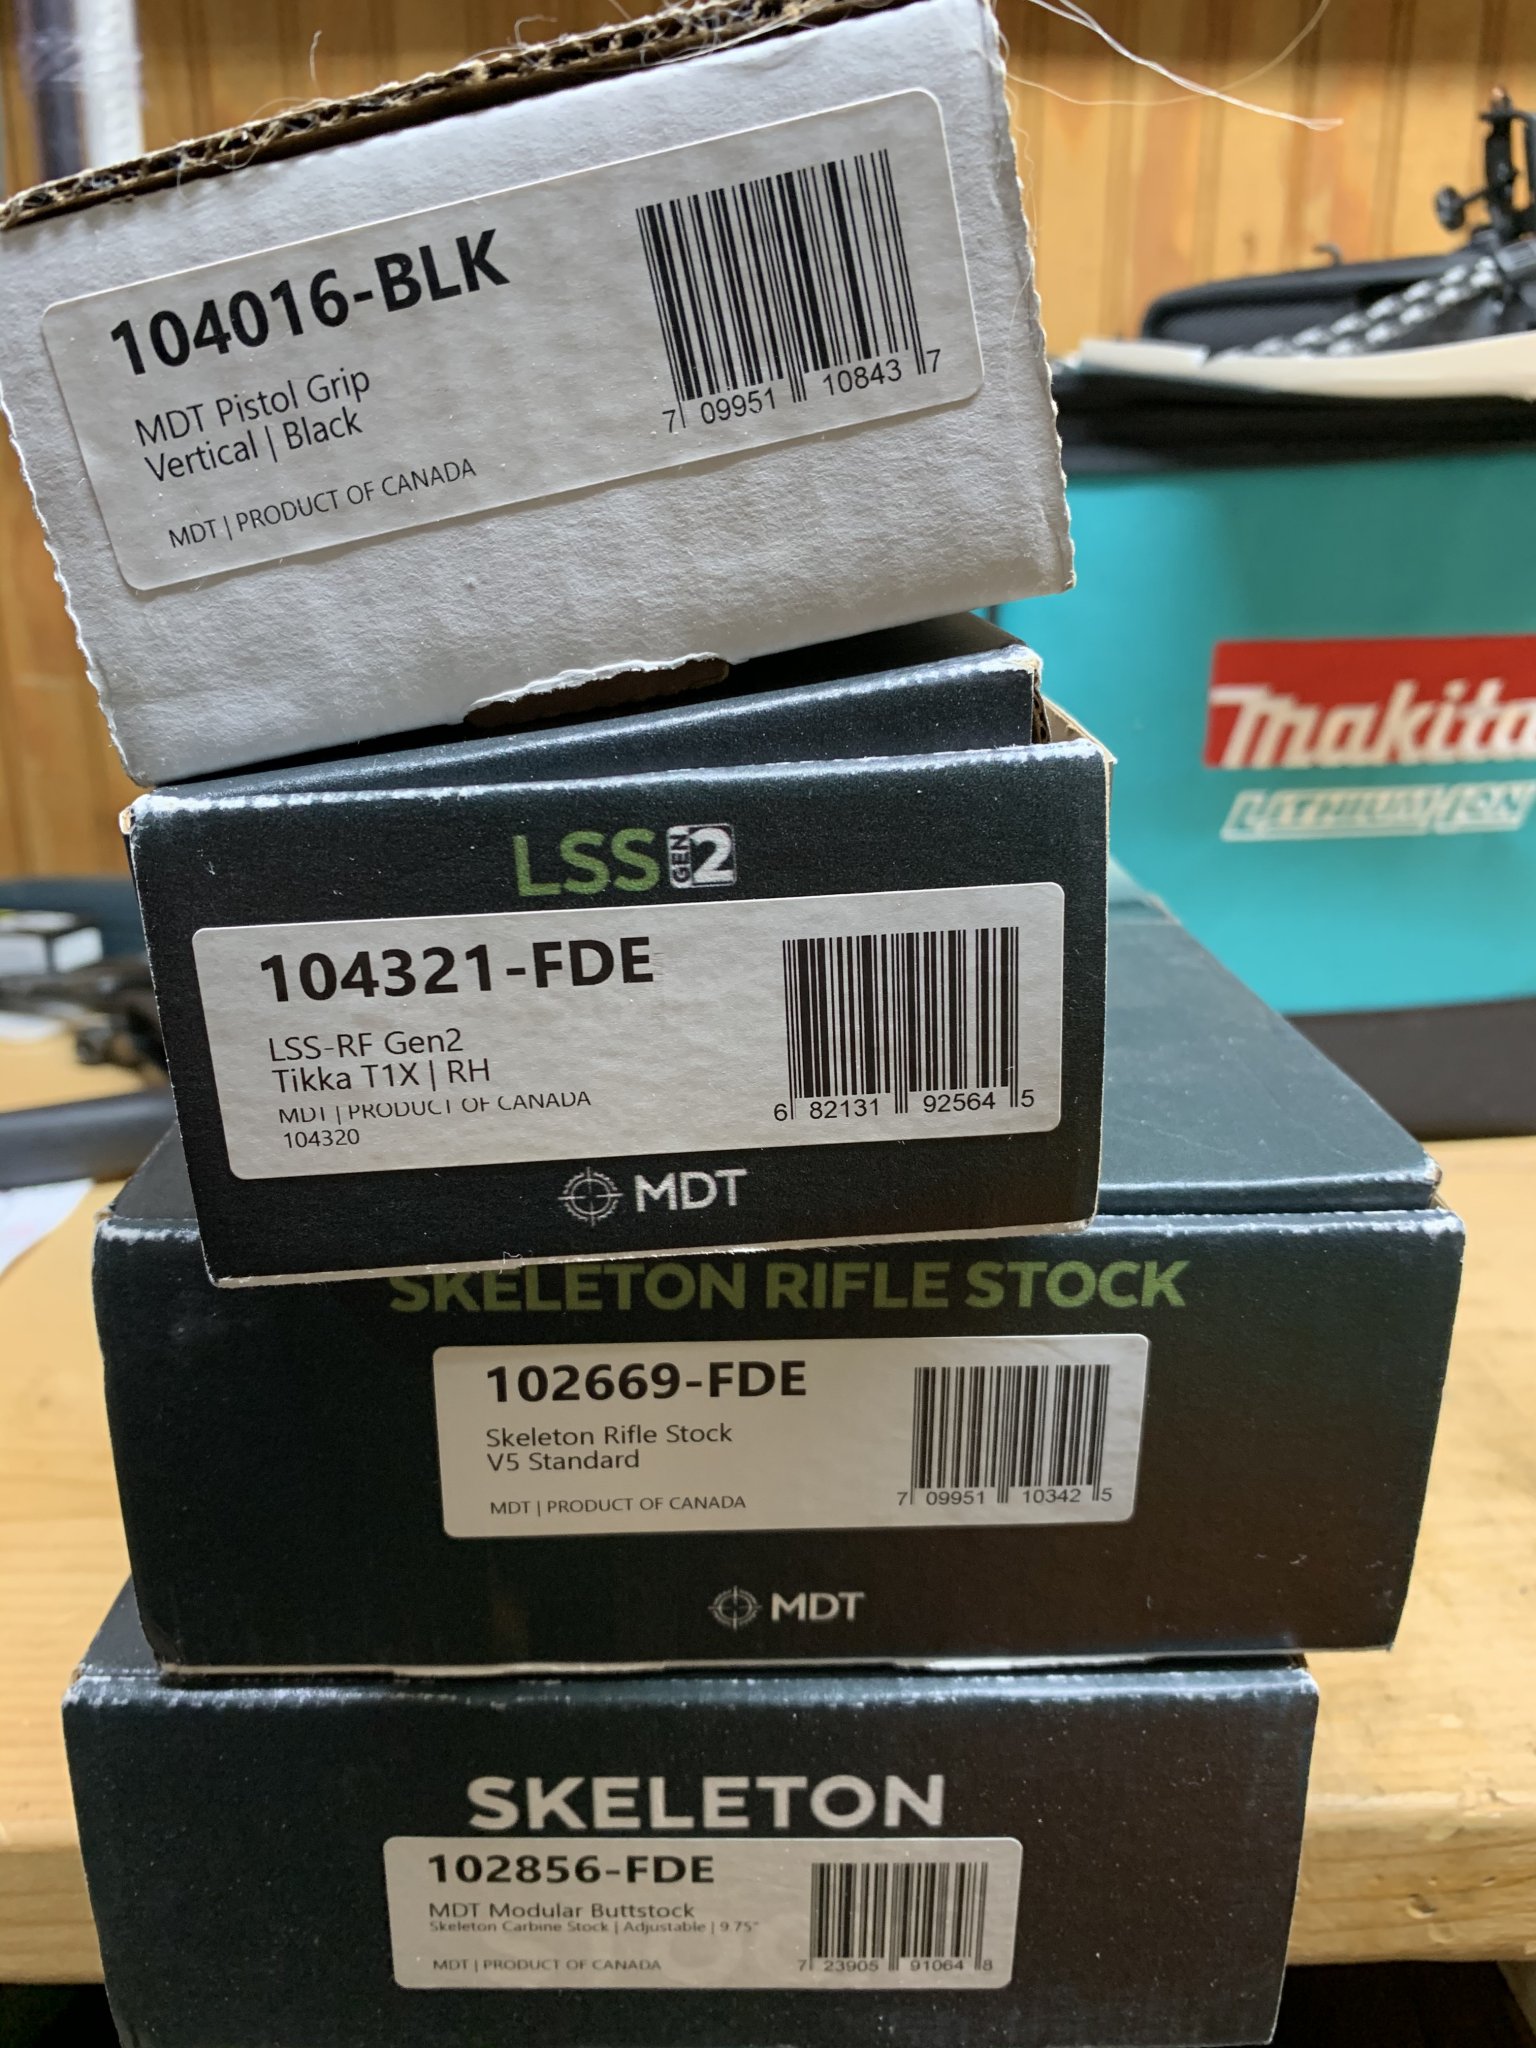 104016-BLK
MDT Pistol Grip
Vertical | Black
MDT | PRODUCT OF CANADA
7 09951 10843 7
LSS GEN 2
104321-FDE
LSS-RF Gen2
Tikka T1X | RH
MDT | PRODUCT OF CANADA
104320
6 82131 92564 5
MDT
makita
LITHIUM-ION
SKELETON RIFLE STOCK
102669-FDE
Skeleton Rifle Stock
V5 Standard
MDT | PRODUCT OF CANADA
7 09951 10342 5
MDT
SKELETON
102856-FDE
MDT Modular Buttstock
Skeleton Carbine Stock | Adjustable | 9.75"
MDT | PRODUCT OF CANADA
7 23905 91064 8